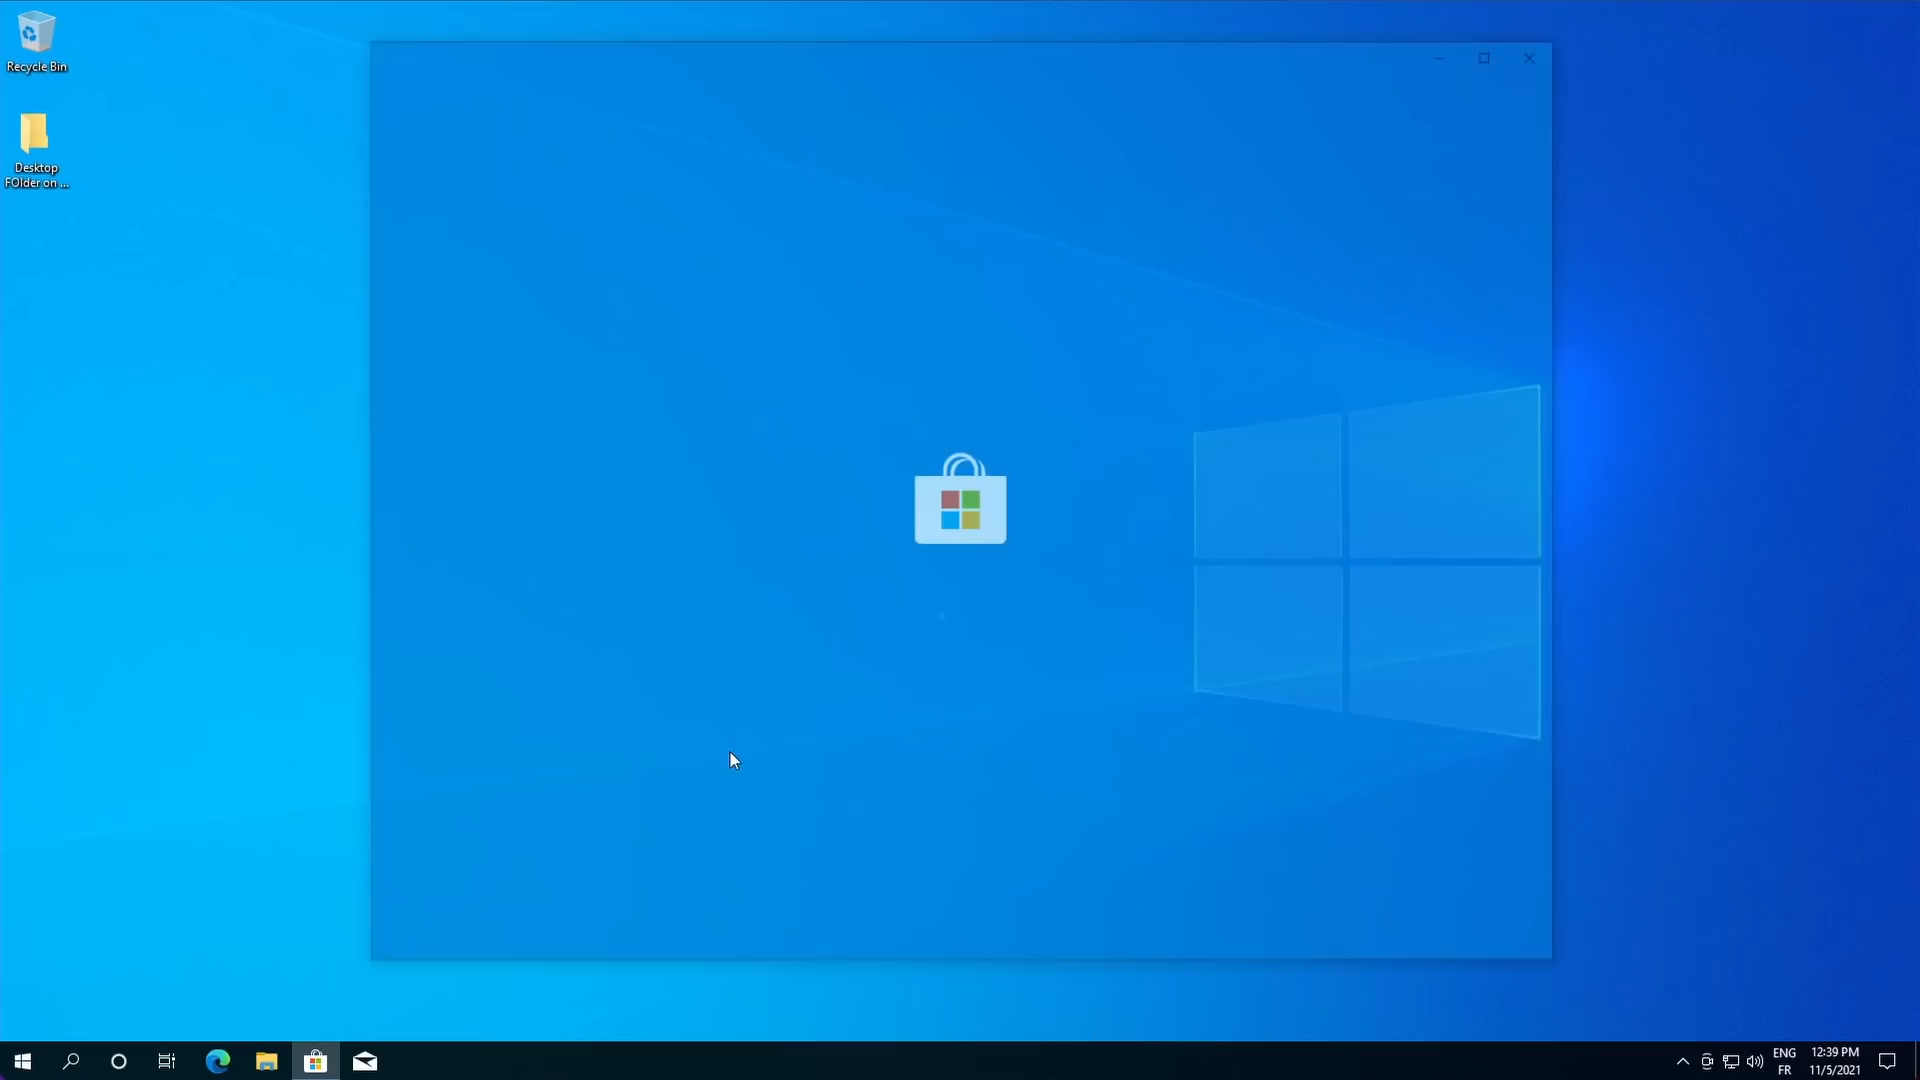 Recycle Bin
Desktop
FOlder on ...
ENG
FR
12:39 PM
11/5/2021